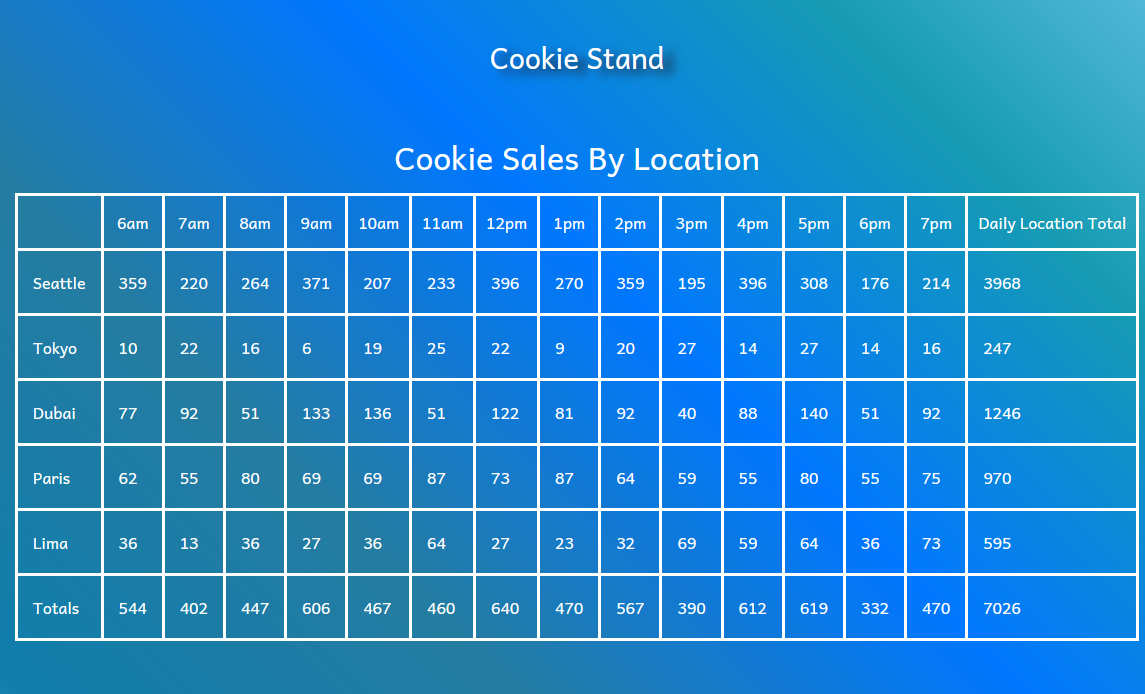 Cookie Stand
Cookie Sales By Location
6am 7am 8am 9am 10am 11am 12pm 1pm 2pm 3pm 4pm 5pm 6pm 7pm Daily Location Total
Seattle 359 220 264 371 207 233 396 270 359 195 396 308 176 214 3968
Tokyo 10 22 16 6 19 25 22 9 20 27 14 27 14 16 247
Dubai 77 92 51 133 136 51 122 81 92 40 88 140 51 92 1246
Paris 62 55 80 69 69 87 73 87 64 59 55 80 55 75 970
Lima 36 13 36 27 36 64 27 23 32 69 59 64 36 73 595
Totals 544 402 447 606 467 460 640 470 567 390 612 619 332 470 7026